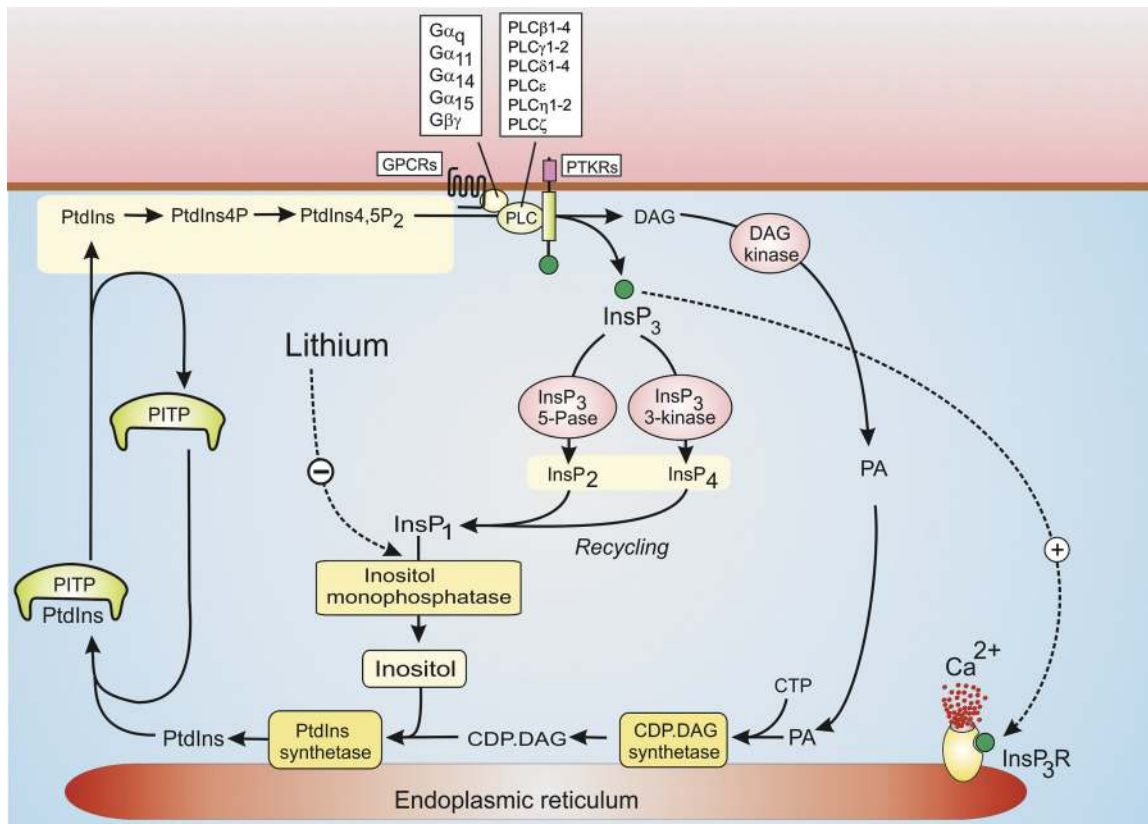 Gαq
Gα11
Gα14
Gα15
Gβγ
PLCβ1-4
PLCγ1-2
PLCδ1-4
PLCε
PLCη1-2
PLCζ
GPCRs
PTKRs
PtdIns
PtdIns4P
PtdIns4,5P2
PLC
DAG
DAG
kinase
InsP3
Lithium
InsP3
5-Pase
InsP3
3-kinase
PITP
InsP2
InsP4
PA
−
InsP1
Recycling
+
Inositol
monophosphatase
PITP
PtdIns
Inositol
Ca2+
CTP
PtdIns
PtdIns
synthetase
CDP.DAG
CDP.DAG
synthetase
PA
InsP3R
Endoplasmic reticulum